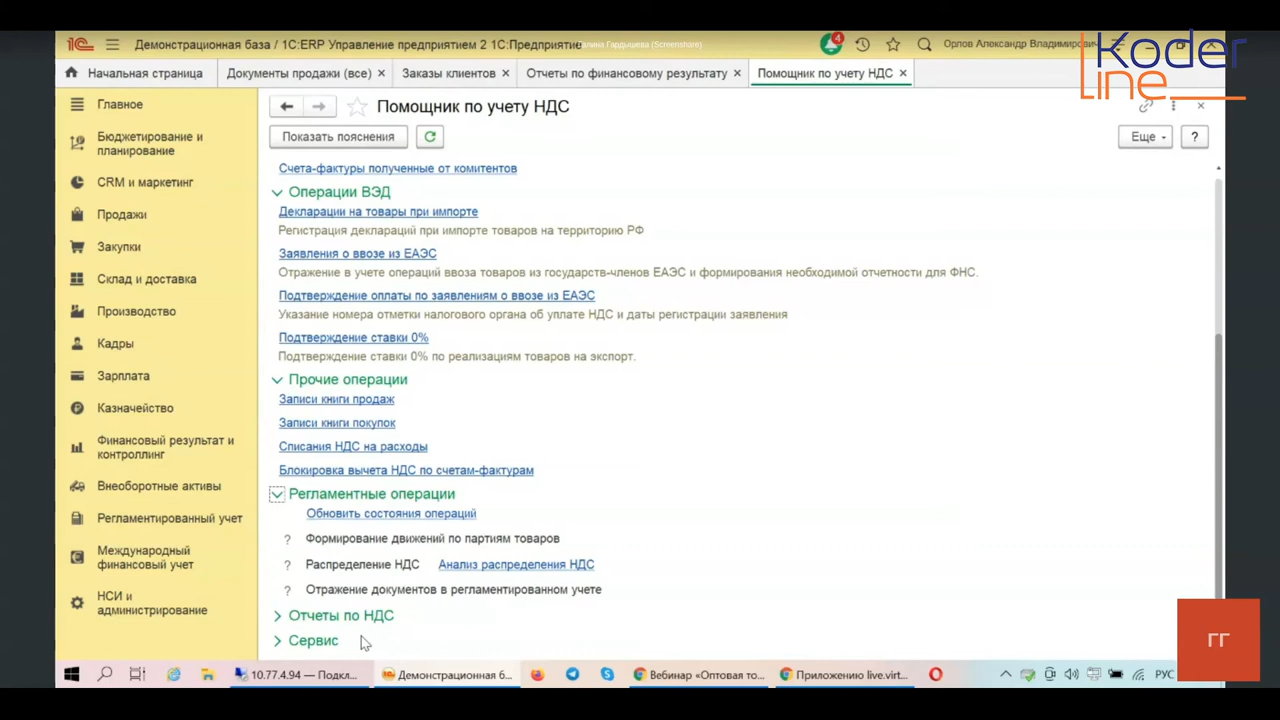 Демонстрационная база / 1С:ERP Управление предприятием 2 1С:Предприятие
Галина Гардышева (Screenshare)
4
Орлов Александр Владимирович
Koder
line
Начальная страница
Документы продажи (все) ×
Заказы клиентов ×
Отчеты по финансовому результату ×
Помощник по учету НДС ×
Главное
Бюджетирование и
планирование
CRM и маркетинг
Продажи
Закупки
Склад и доставка
Производство
Кадры
Зарплата
Казначейство
Финансовый результат и
контроллинг
Внеоборотные активы
Регламентированный учет
Международный
финансовый учет
НСИ и
администрирование
Помощник по учету НДС
Показать пояснения
Еще
?
Счета-фактуры полученные от комитентов
Операции ВЭД
Декларации на товары при импорте
Регистрация деклараций при импорте товаров на территорию РФ
Заявления о ввозе из ЕАЭС
Отражение в учете операций ввоза товаров из государств-членов ЕАЭС и формирования необходимой отчетности для ФНС.
Подтверждение оплаты по заявлениям о ввозе из ЕАЭС
Указание номера отметки налогового органа об уплате НДС и даты регистрации заявления
Подтверждение ставки 0%
Подтверждение ставки 0% по реализациям товаров на экспорт.
Прочие операции
Записи книги продаж
Записи книги покупок
Списания НДС на расходы
Блокировка вычета НДС по счетам-фактурам
Регламентные операции
Обновить состояния операций
? Формирование движений по партиям товаров
? Распределение НДС Анализ распределения НДС
? Отражение документов в регламентированном учете
Отчеты по НДС
Сервис
ГГ
10.77.4.94 — Подкл...
Демонстрационная б...
Вебинар «Оптовая то...
Приложению live.virt...
РУС